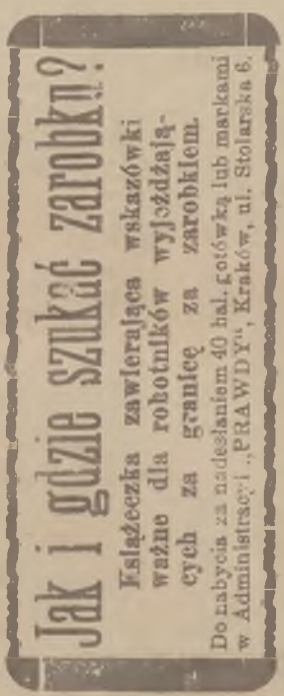 Jak i gdzie szukać zarobku?
Książeczka zawierająca wskazówki
ważne dla robotników wyjeżdżają-
cych za granicę za zarobkiem.
Do nabycia za nadesłaniem 40 hal. gotówką lub markami
w Administracyi „PRAWDY“, Kraków, ul. Stolarska 6.